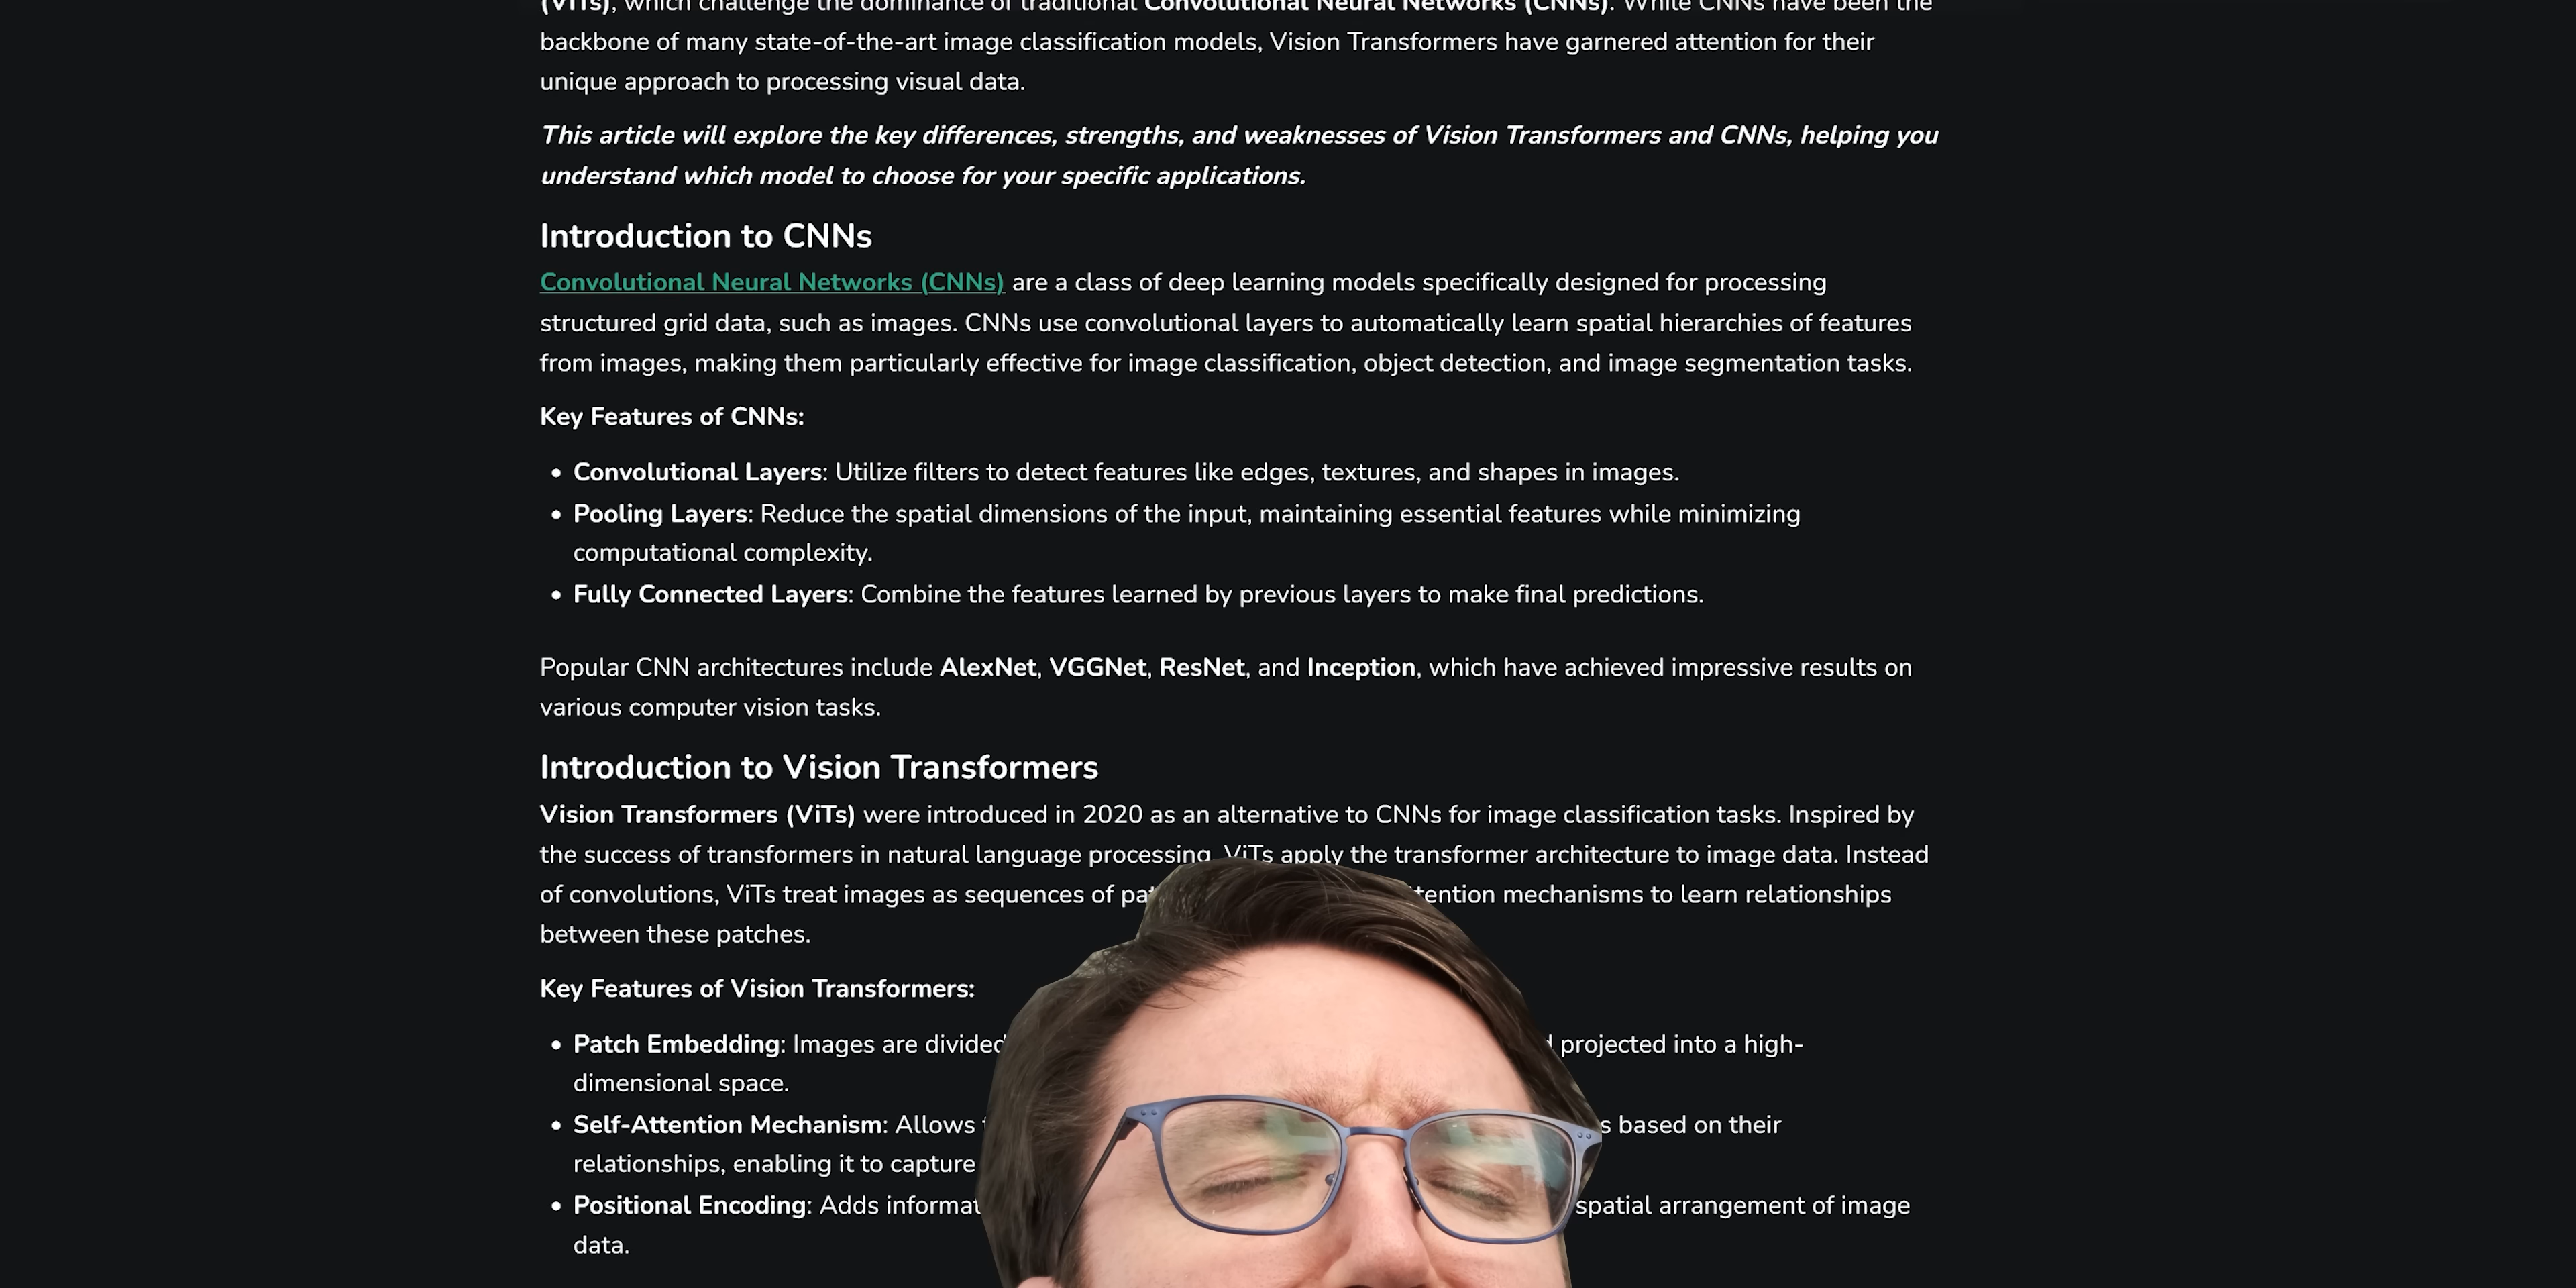 (ViTs), which challenge the dominance of traditional Convolutional Neural Networks (CNNs). While CNNs have been the
backbone of many state-of-the-art image classification models, Vision Transformers have garnered attention for their
unique approach to processing visual data.
This article will explore the key differences, strengths, and weaknesses of Vision Transformers and CNNs, helping you
understand which model to choose for your specific applications.
Introduction to CNNs
Convolutional Neural Networks (CNNs) are a class of deep learning models specifically designed for processing
structured grid data, such as images. CNNs use convolutional layers to automatically learn spatial hierarchies of features
from images, making them particularly effective for image classification, object detection, and image segmentation tasks.
Key Features of CNNs:
• Convolutional Layers: Utilize filters to detect features like edges, textures, and shapes in images.
• Pooling Layers: Reduce the spatial dimensions of the input, maintaining essential features while minimizing
computational complexity.
• Fully Connected Layers: Combine the features learned by previous layers to make final predictions.
Popular CNN architectures include AlexNet, VGGNet, ResNet, and Inception, which have achieved impressive results on
various computer vision tasks.
Introduction to Vision Transformers
Vision Transformers (ViTs) were introduced in 2020 as an alternative to CNNs for image classification tasks. Inspired by
the success of transformers in natural language processing, ViTs apply the transformer architecture to image data. Instead
of convolutions, ViTs treat images as sequences of mechanisms to learn relationships
between these patches.
Key Features of Vision Transformers:
• Patch Embedding: Images are divided projected into a high-
dimensional space.
• Self-Attention Mechanism: Allows based on their
relationships, enabling it to capture
• Positional Encoding: Adds spatial arrangement of image
data.